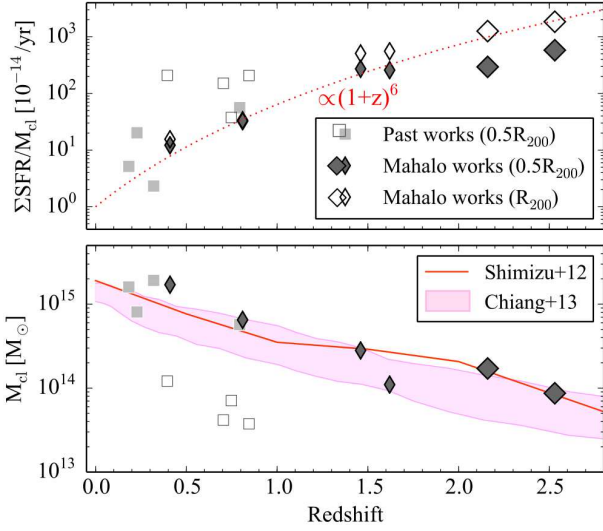 ΣSFR/M_cl [10^-14/yr]
10^3
10^2
10^1
10^0
∝(1+z)^6
Past works (0.5R_200)
Mahalo works (0.5R_200)
Mahalo works (R_200)
M_cl [M_⊙]
10^15
10^14
10^13
Shimizu+12
Chiang+13
0.0 0.5 1.0 1.5 2.0 2.5
Redshift